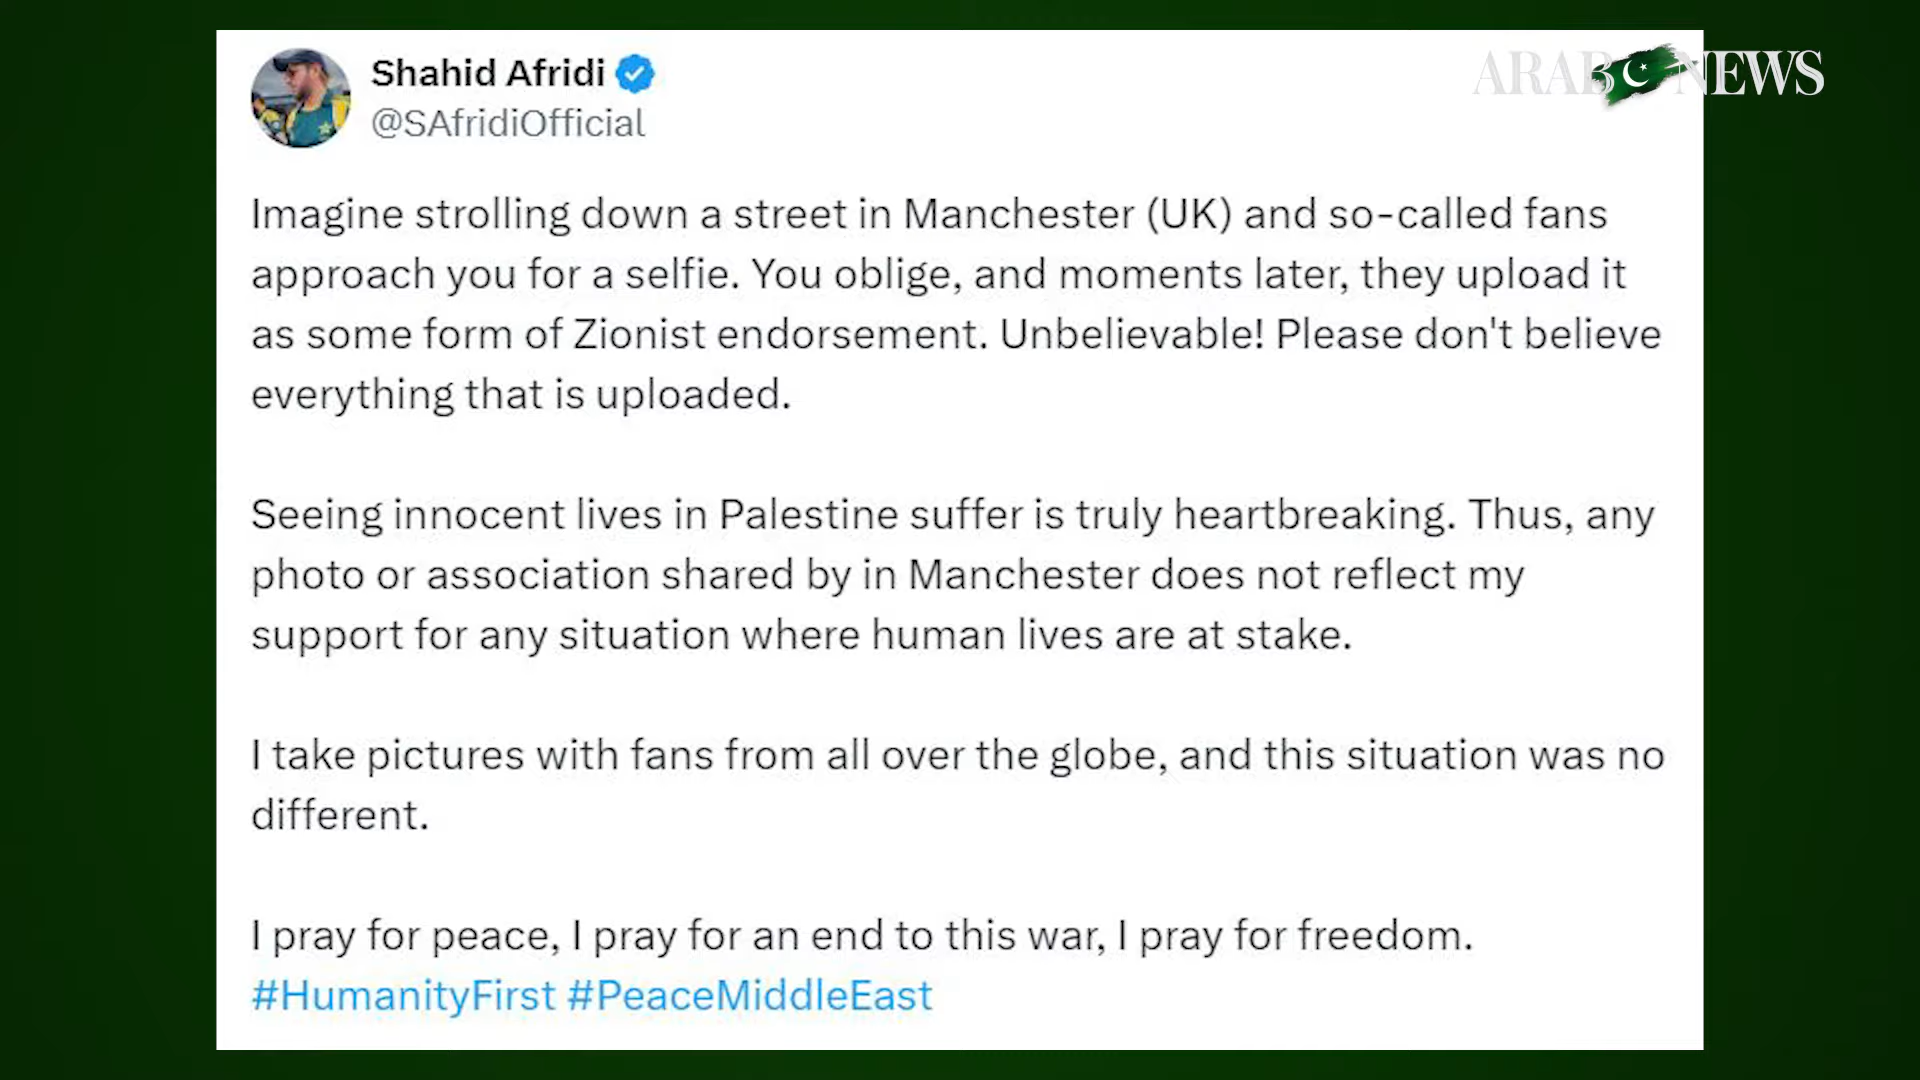 Shahid Afridi
@SAfridiOfficial
ARAB NEWS
Imagine strolling down a street in Manchester (UK) and so-called fans
approach you for a selfie. You oblige, and moments later, they upload it
as some form of Zionist endorsement. Unbelievable! Please don't believe
everything that is uploaded.
Seeing innocent lives in Palestine suffer is truly heartbreaking. Thus, any
photo or association shared by in Manchester does not reflect my
support for any situation where human lives are at stake.
I take pictures with fans from all over the globe, and this situation was no
different.
I pray for peace, I pray for an end to this war, I pray for freedom.
#HumanityFirst #PeaceMiddleEast